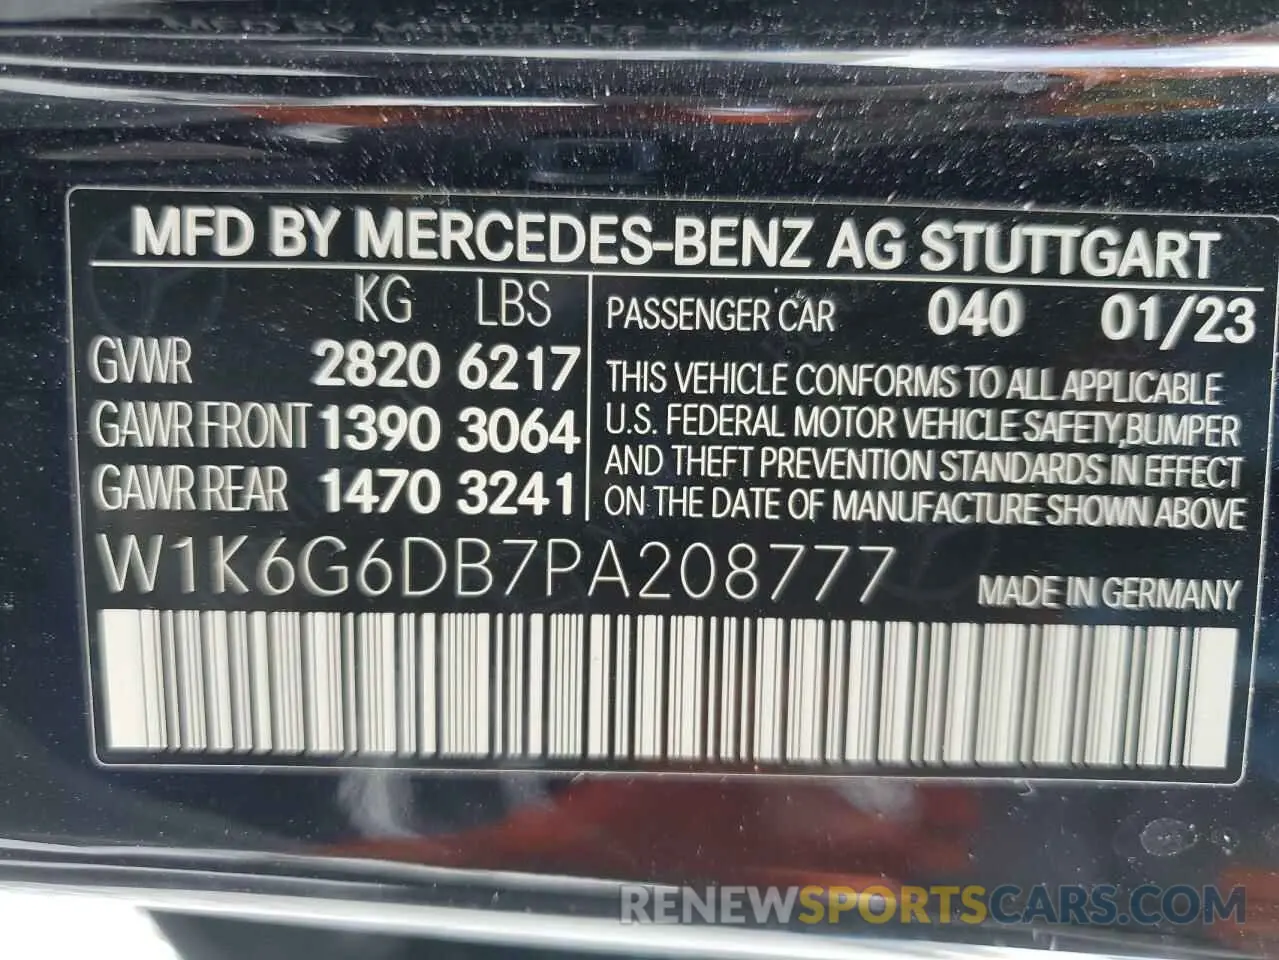 MFD BY MERCEDES-BENZ AG STUTTGART
KG LBS
GVWR 2820 6217
GAWR FRONT 1390 3064
GAWR REAR 1470 3241
PASSENGER CAR 040 01/23
THIS VEHICLE CONFORMS TO ALL APPLICABLE
U.S. FEDERAL MOTOR VEHICLE SAFETY,BUMPER
AND THEFT PREVENTION STANDARDS IN EFFECT
ON THE DATE OF MANUFACTURE SHOWN ABOVE
W1K6G6DB7PA208777
MADE IN GERMANY
RENEWSPORTSCARS.COM